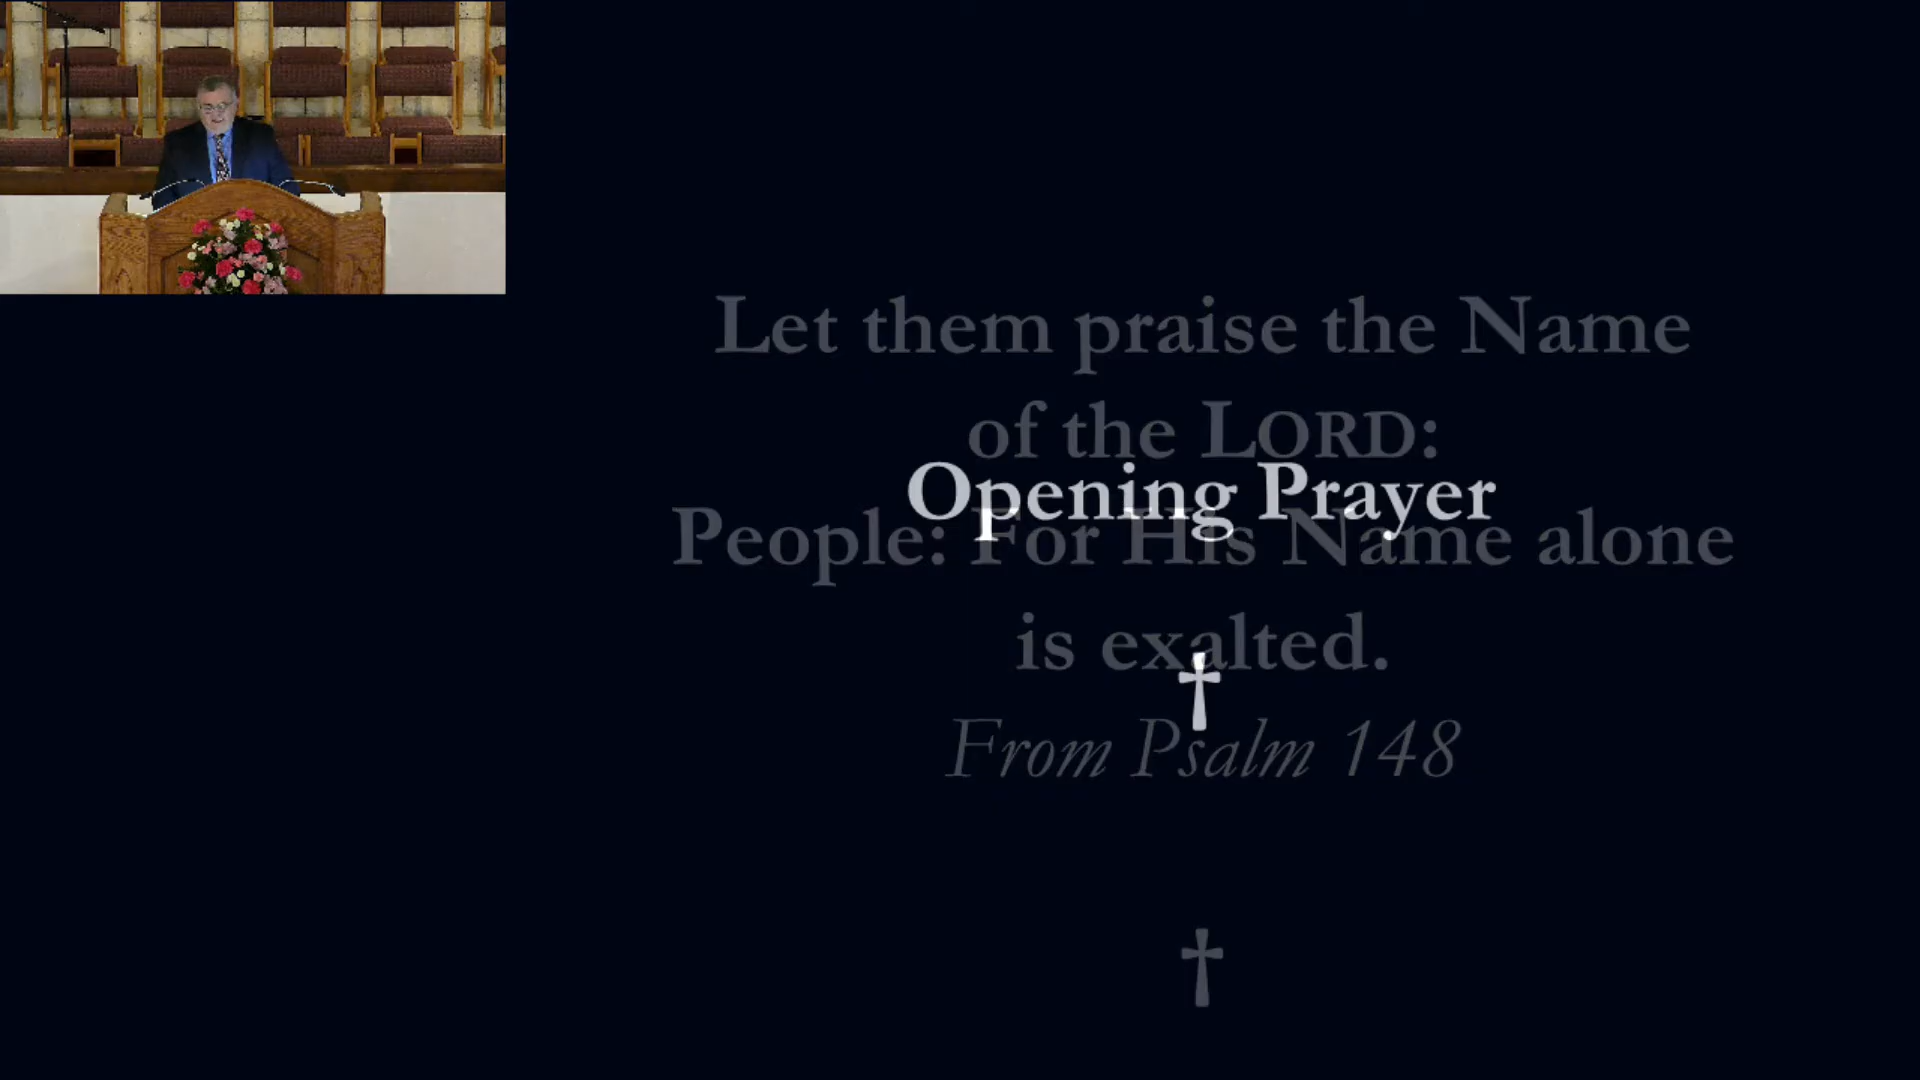 Let them praise the Name
of the LORD:
Opening Prayer
People: For His Name alone
is exalted.
†
From Psalm 148
†